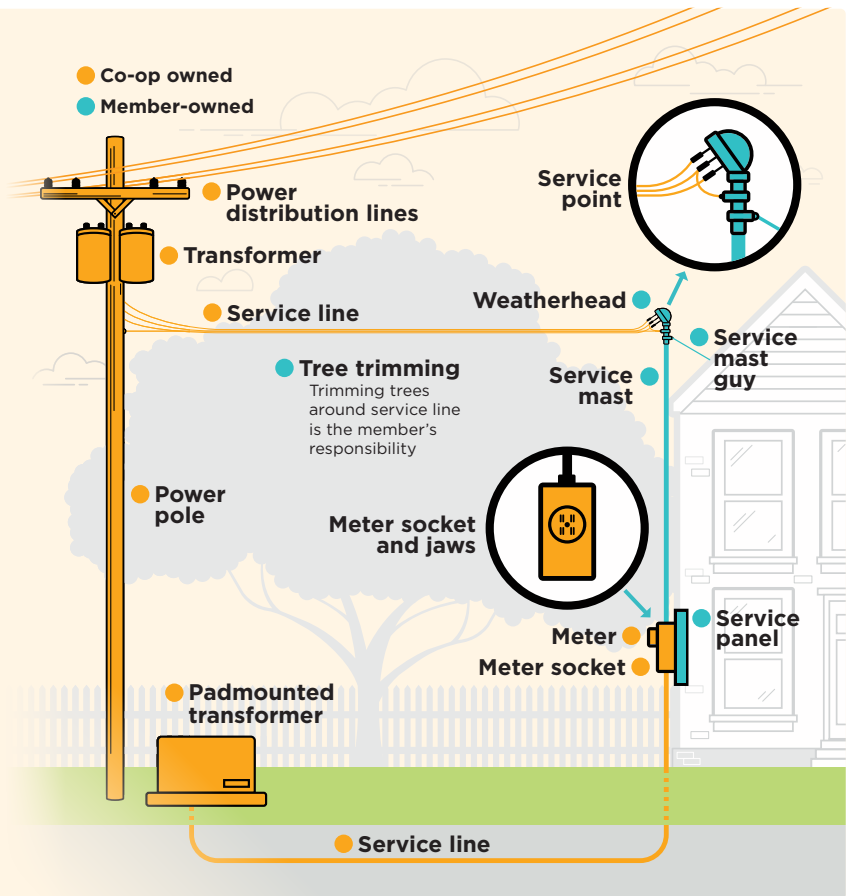 Co-op owned
Member-owned
Power
distribution lines
Service
point
Transformer
Weatherhead
Service line
Service
mast
guy
Tree trimming
Trimming trees
around service line
is the member's
responsibility
Service
mast
Power
pole
Meter socket
and jaws
Service
panel
Meter
Meter socket
Padmounted
transformer
Service line